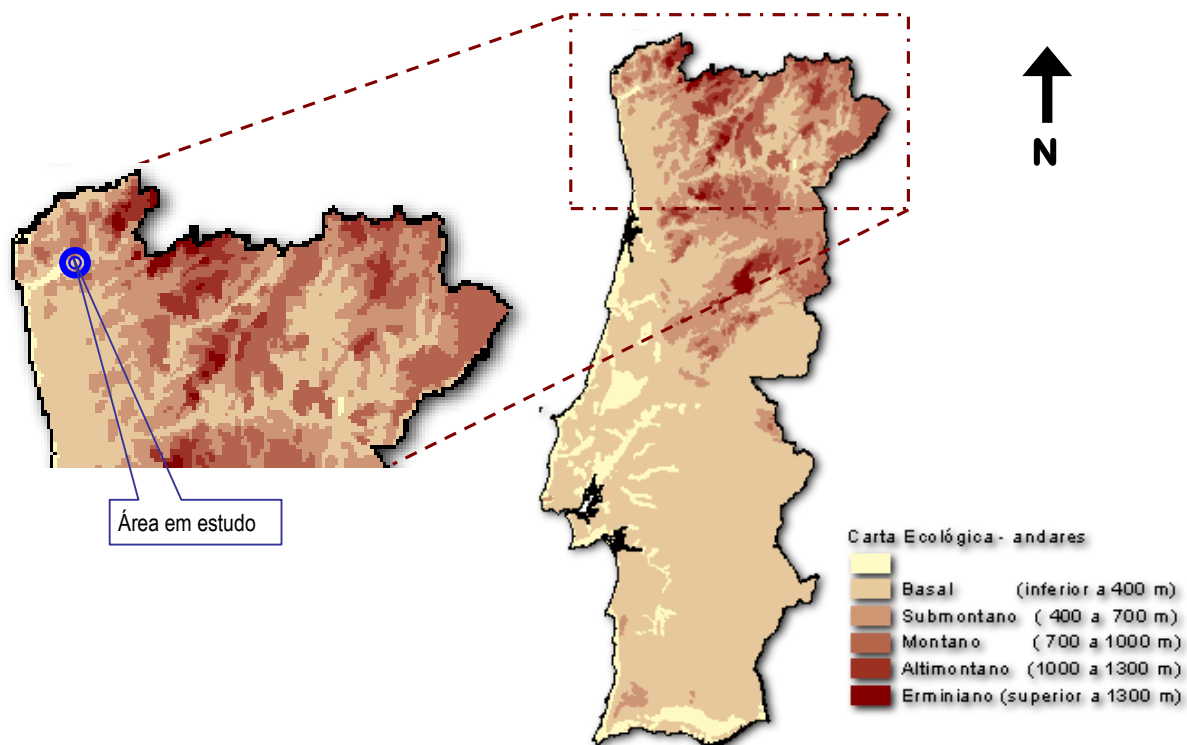 N
Área em estudo
Carta Ecológica - andares
Basal (inferior a 400 m)
Submontano ( 400 a 700 m)
Montano ( 700 a 1000 m)
Altimontano (1000 a 1300 m)
Erminiano (superior a 1300 m)